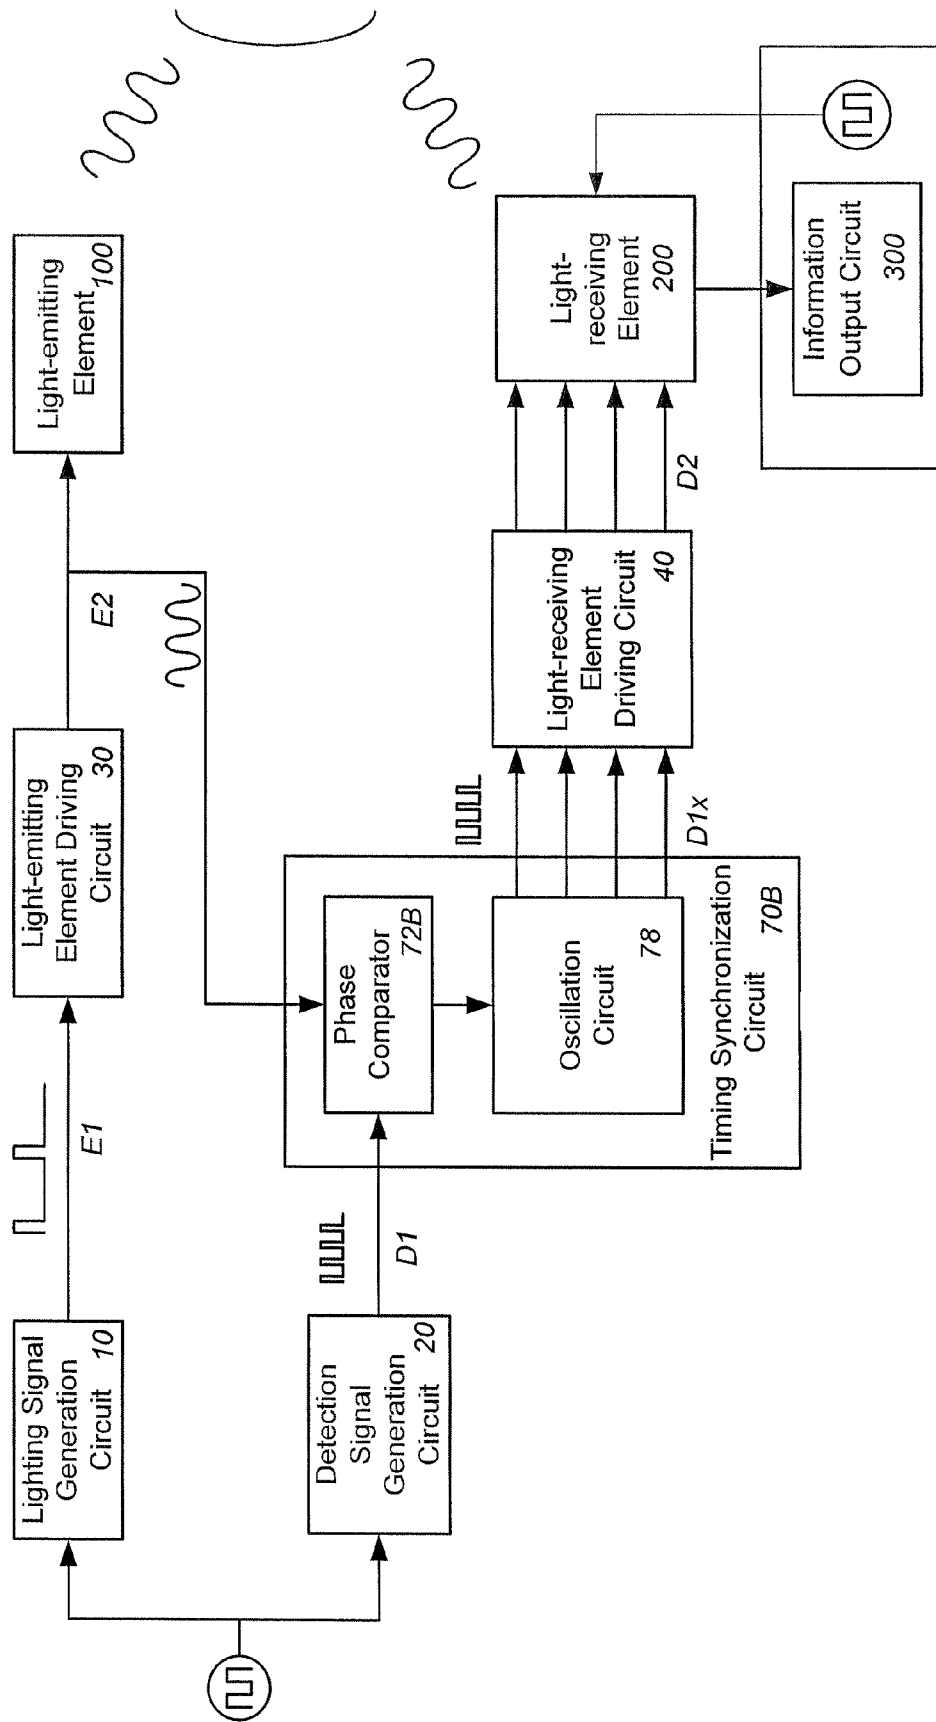 Lighting Signal
Generation
Circuit 10
E1
Light-emitting
Element Driving
Circuit 30
E2
Light-emitting
Element 100
Detection
Signal
Generation
Circuit 20
D1
Phase
Comparator
72B
Oscillation
Circuit
78
Timing Synchronization
Circuit 70B
D1x
Light-receiving
Element
Driving Circuit
40
D2
Light-
receiving
Element
200
Information
Output Circuit
300